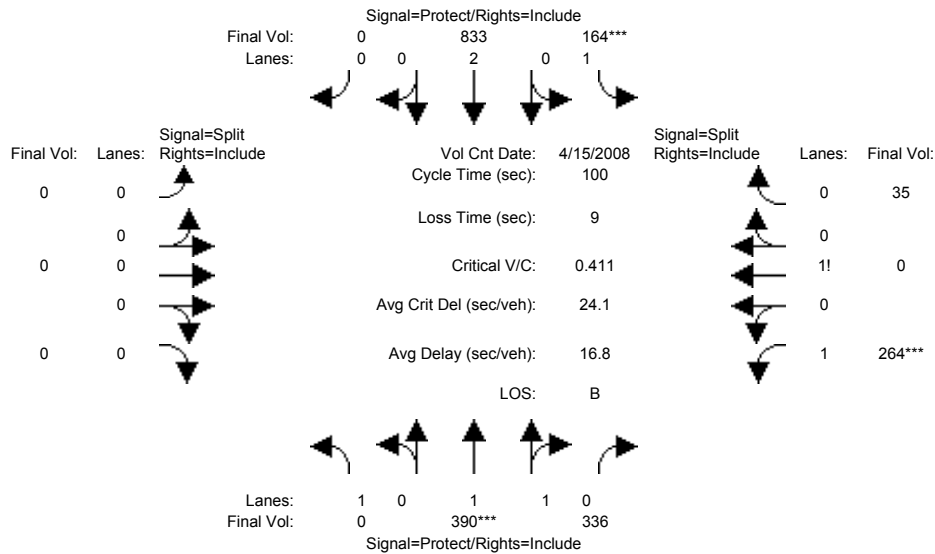 Signal=Protect/Rights=Include
Final Vol: 0 833 164***
Lanes: 0 0 2 0 1
Signal=Split Signal=Split
Final Vol: Lanes: Rights=Include Vol Cnt Date: 4/15/2008 Rights=Include Lanes: Final Vol:
Cycle Time (sec): 100
0 0 0 35
Loss Time (sec): 9
0 0
0 0 Critical V/C: 0.411 1! 0
0 Avg Crit Del (sec/veh): 24.1 0
0 0 Avg Delay (sec/veh): 16.8 1 264***
LOS: B
Lanes: 1 0 1 1 0
Final Vol: 0 390*** 336
Signal=Protect/Rights=Include